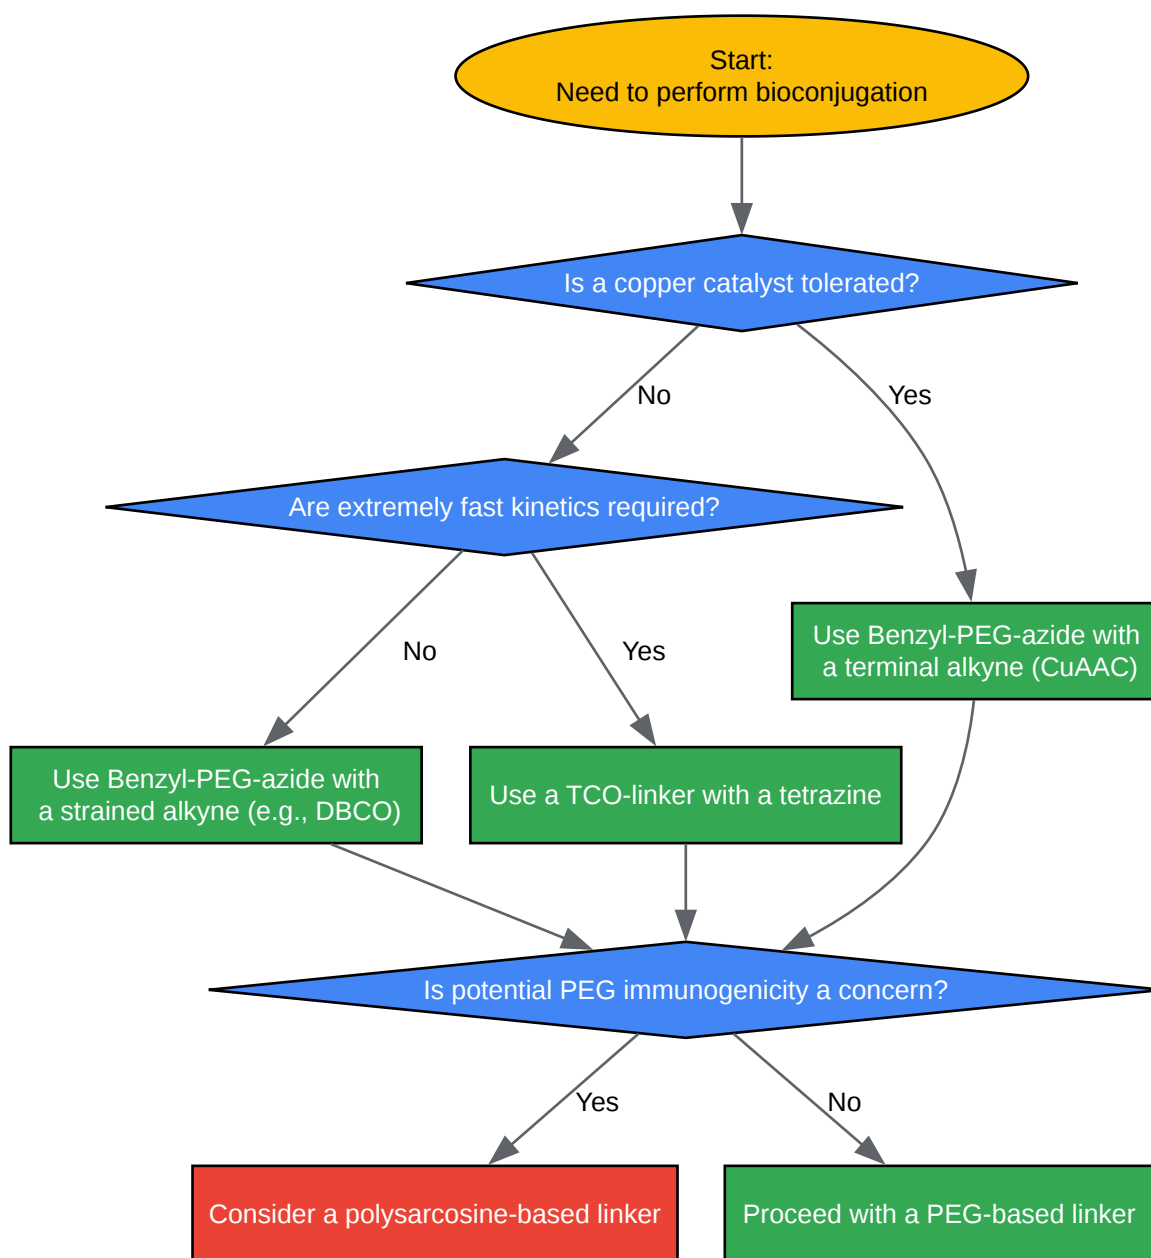 Start:
Need to perform bioconjugation
Is a copper catalyst tolerated?
No
Yes
Are extremely fast kinetics required?
No
Yes
Use Benzyl-PEG-azide with
a terminal alkyne (CuAAC)
Use Benzyl-PEG-azide with
a strained alkyne (e.g., DBCO)
Use a TCO-linker with a tetrazine
Is potential PEG immunogenicity a concern?
Yes
No
Consider a polysarcosine-based linker
Proceed with a PEG-based linker